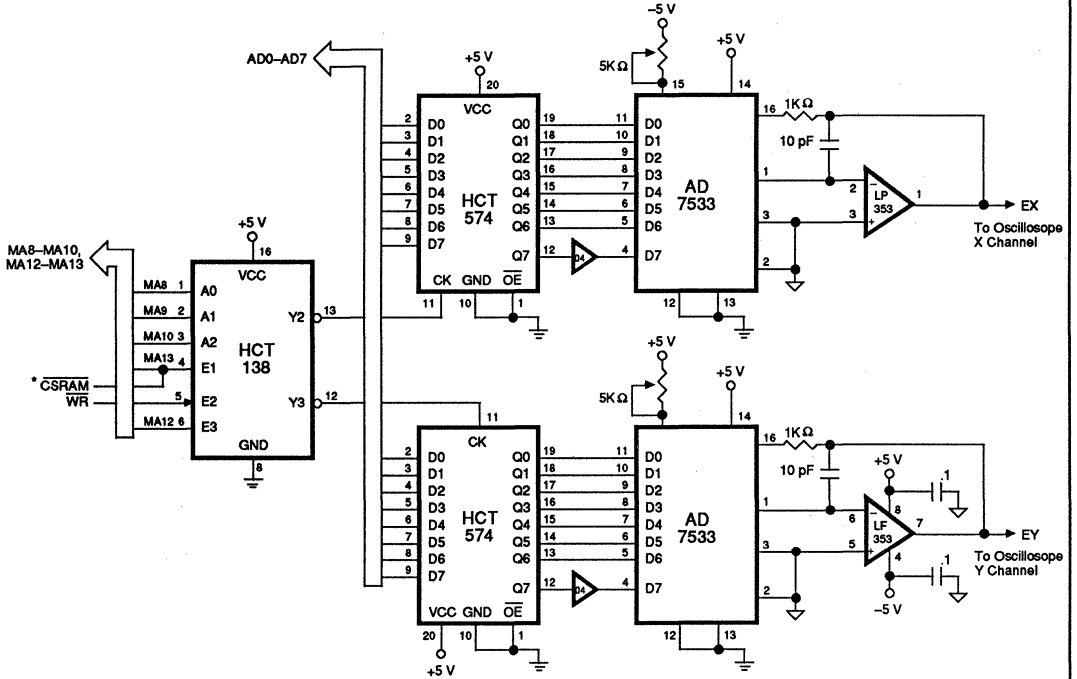 AD0–AD7
+5 V
20
VCC
2 D0 Q0 19
3 D1 Q1 18
4 D2 Q2 17
5 D3 Q3 16
6 D4 Q4 15
7 D5 Q5 14
8 D6 Q6 13
9 D7
Q7 12
HCT
574
CK GND OE
11 10 1
04
–5 V
5KΩ
15
+5 V
14
11 D0
10 D1
9 D2
8 D3
7 D4
6 D5
5 D6
4 D7
AD
7533
16 1KΩ
10 pF
1
3
2
12 13
2 –
LP
353
3 +
1
EX
To Oscilloscope
X Channel
MA8–MA10,
MA12–MA13
+5 V
16
VCC
MA8 1 A0
MA9 2 A1
MA10 3 A2
MA13 4 E1
* CSRAM
WR
5 E2
MA12 6 E3
HCT
138
Y2 13
Y3 12
GND
8
11
CK
2 D0 Q0 19
3 D1 Q1 18
4 D2 Q2 17
5 D3 Q3 16
6 D4 Q4 15
7 D5 Q5 14
8 D6 Q6 13
9 D7
Q7 12
HCT
574
VCC GND OE
20 10 1
+5 V
04
+5 V
5KΩ
+5 V
14
11 D0
10 D1
9 D2
8 D3
7 D4
6 D5
5 D6
4 D7
AD
7533
16 1KΩ
10 pF
1
3
2
12 13
+5 V
.1
8
6 –
LF
353
5 +
7
4
.1
–5 V
EY
To Oscilloscope
Y Channel